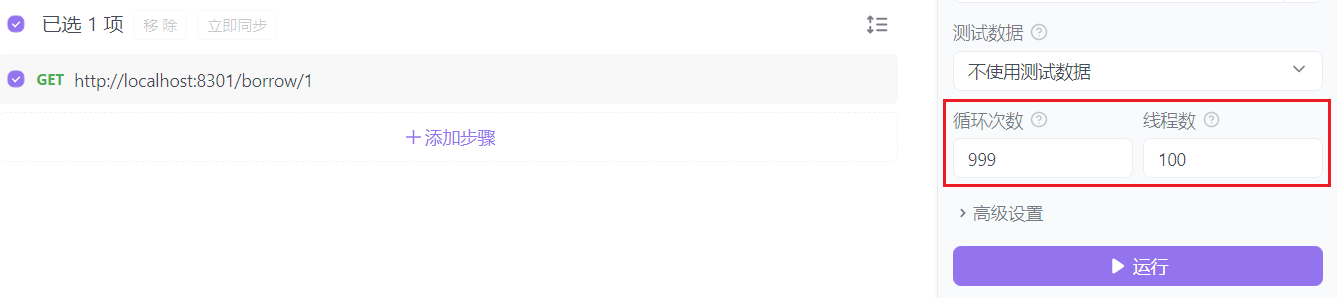 已选 1 项 移 除 立即同步
GET http://localhost:8301/borrow/1
添加步骤
测试数据
不使用测试数据
循环次数 线程数
999 100
高级设置
运行